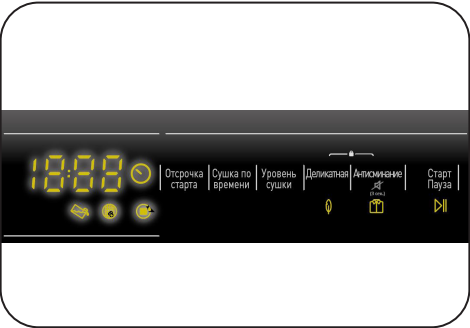 18:88
Отсрочка
старта
Сушка по
времени
Уровень
сушки
Деликатная
Антисминание
(3 сек.)
Старт
Пауза